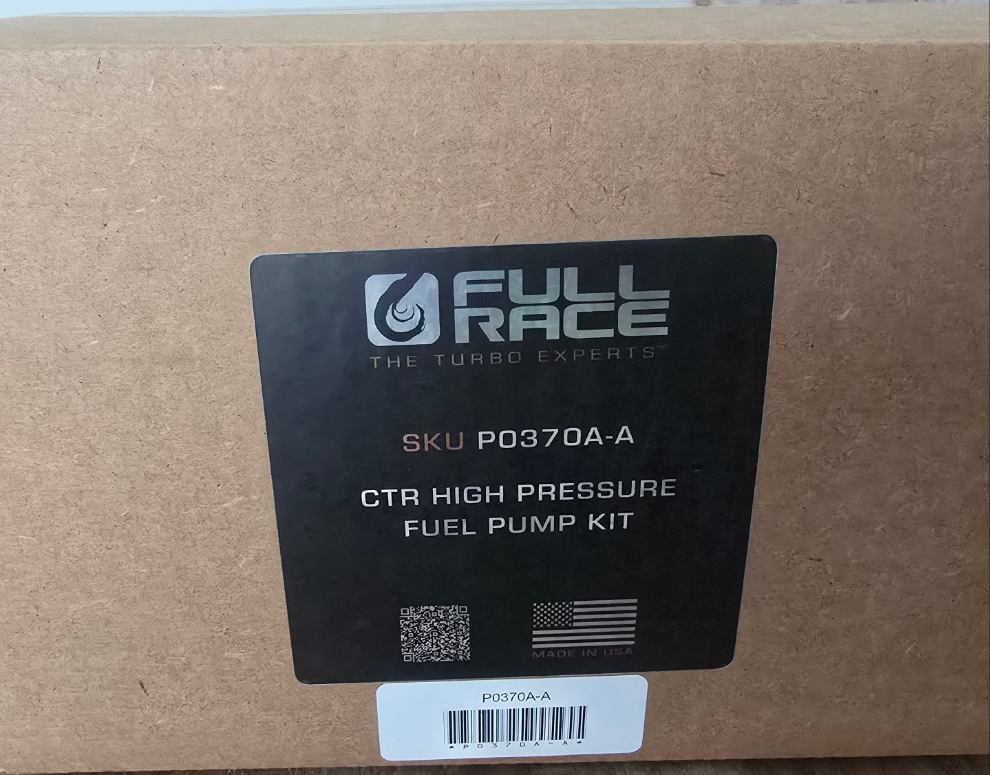 FULL
RACE
THE TURBO EXPERTS™
SKU P0370A-A
CTR HIGH PRESSURE
FUEL PUMP KIT
MADE IN USA
P0370A-A
*P0370A-A*